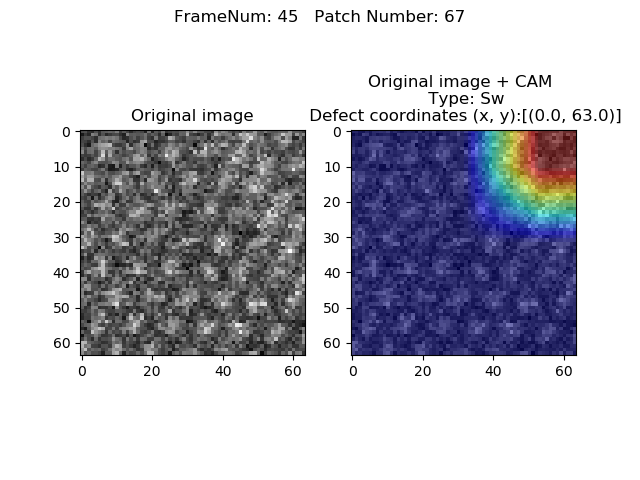 FrameNum: 45   Patch Number: 67
Original image
Original image + CAM
Type: Sw
Defect coordinates (x, y):[(0.0, 63.0)]
0
10
20
30
40
50
60
0 20 40 60
0
10
20
30
40
50
60
0 20 40 60